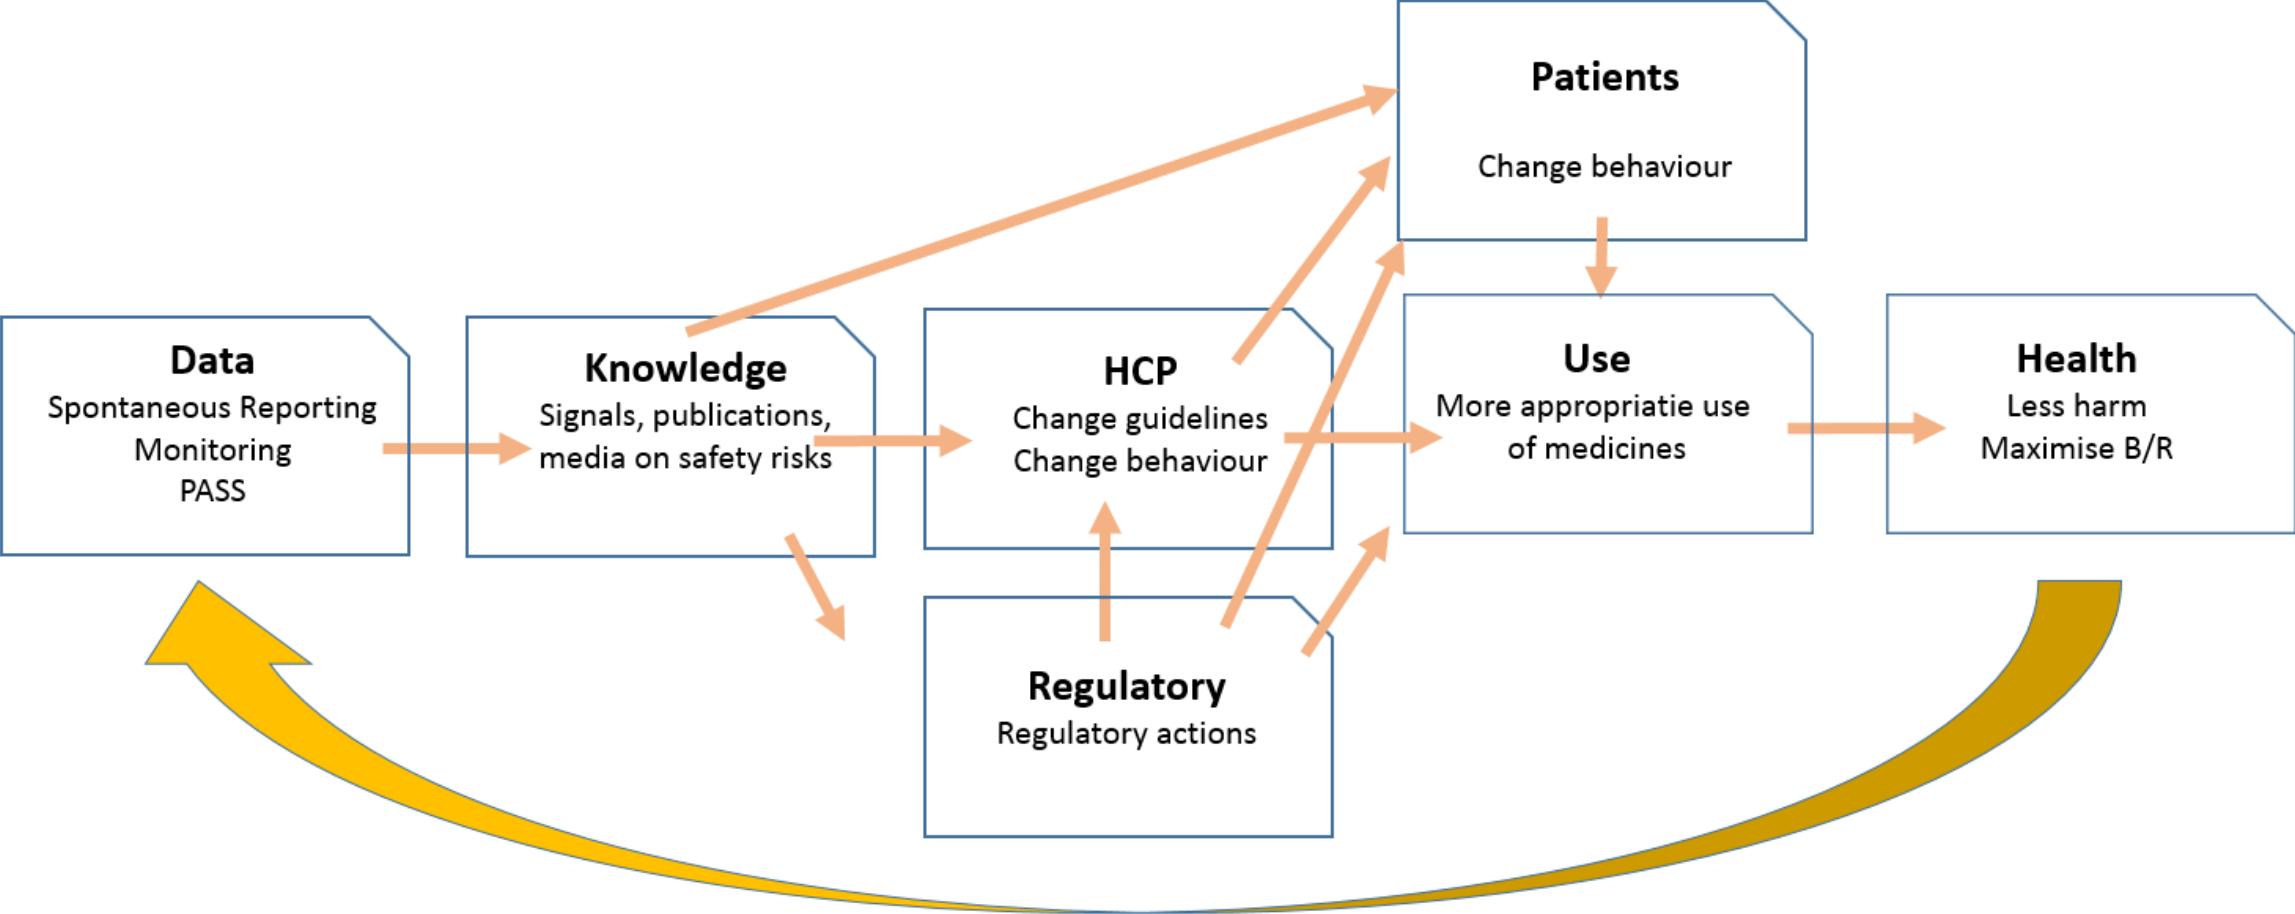 Patients
Change behaviour
Data
Spontaneous Reporting
Monitoring
PASS
Knowledge
Signals, publications,
media on safety risks
HCP
Change guidelines
Change behaviour
Use
More appropriatie use
of medicines
Health
Less harm
Maximise B/R
Regulatory
Regulatory actions